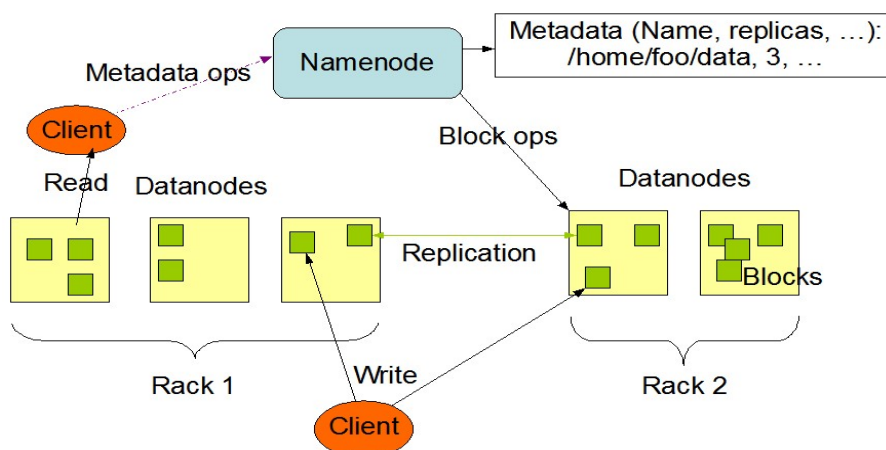 Metadata (Name, replicas, …):
/home/foo/data, 3, …
Namenode
Metadata ops
Client
Block ops
Read
Datanodes
Datanodes
Replication
Blocks
Rack 1
Write
Rack 2
Client